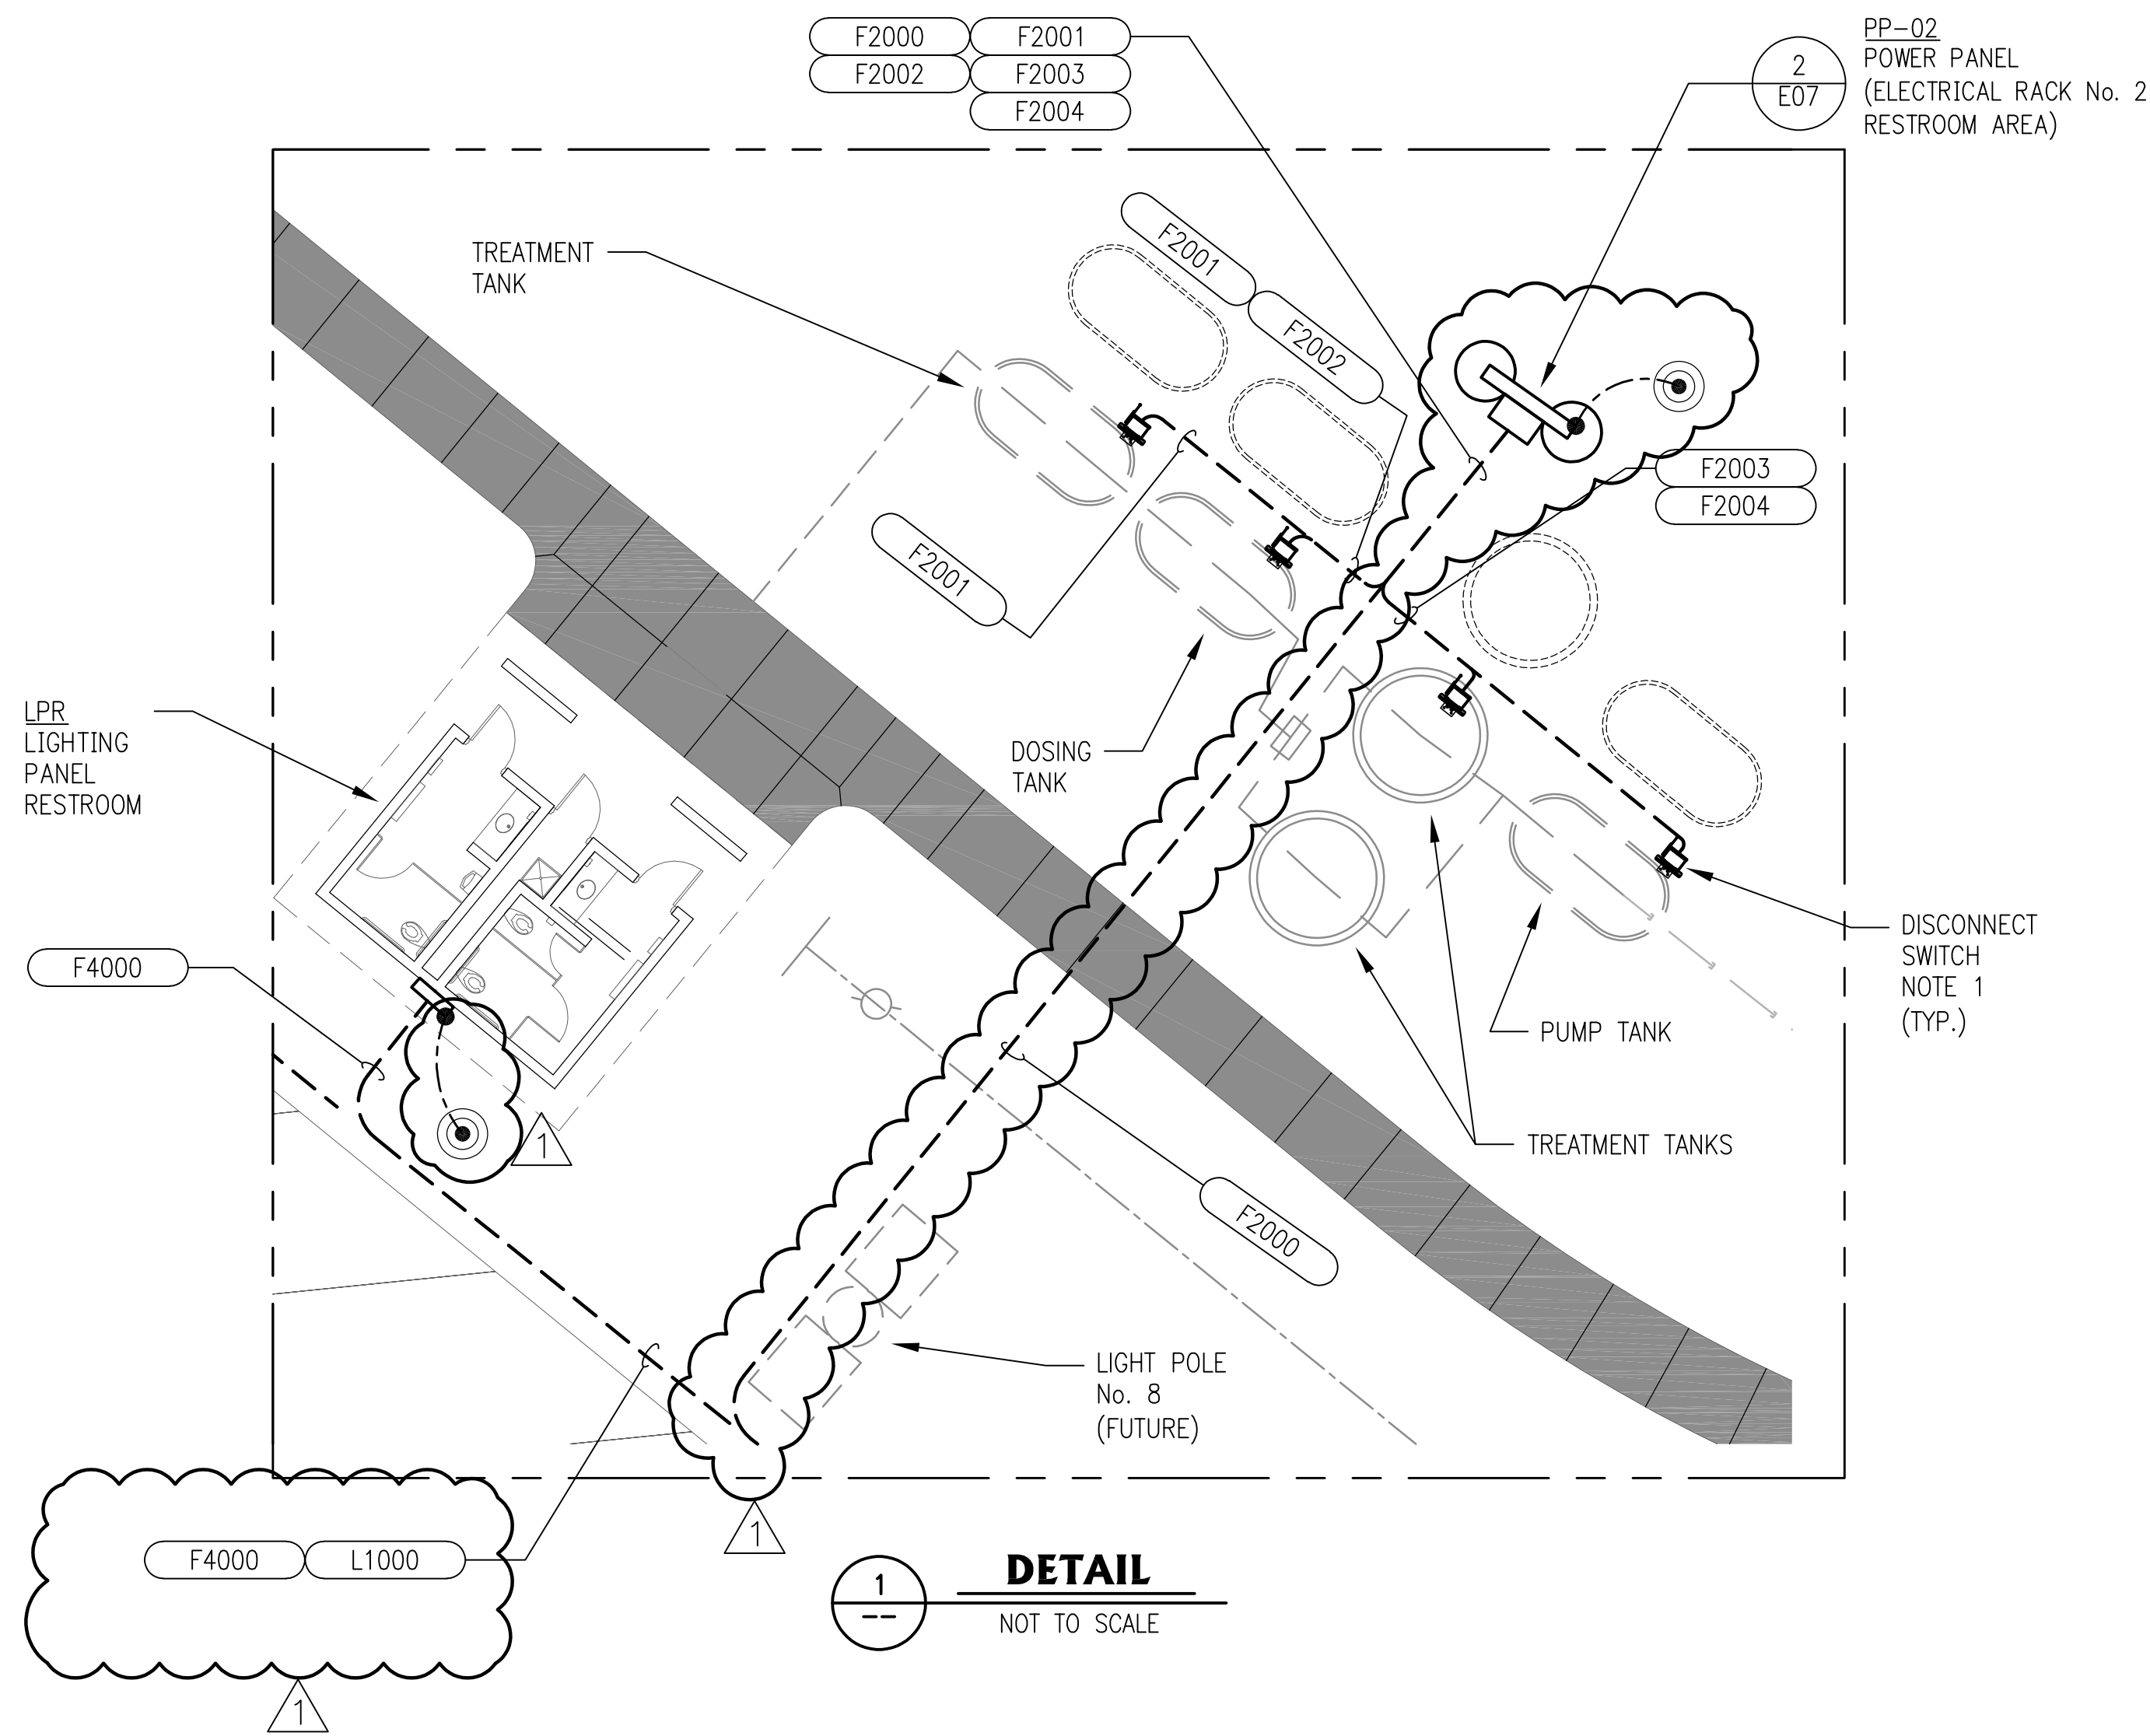 F2000 F2001
F2002 F2003
F2004
2
E07
PP-02
POWER PANEL
(ELECTRICAL RACK No. 2
RESTROOM AREA)
TREATMENT
TANK
F2001
F2002
F2003
F2004
F2001
LPR
LIGHTING
PANEL
RESTROOM
DOSING
TANK
F4000
DISCONNECT
SWITCH
NOTE 1
(TYP.)
PUMP TANK
TREATMENT TANKS
1
F2000
LIGHT POLE
No. 8
(FUTURE)
1
F4000 L1000
1
1
--
DETAIL
NOT TO SCALE